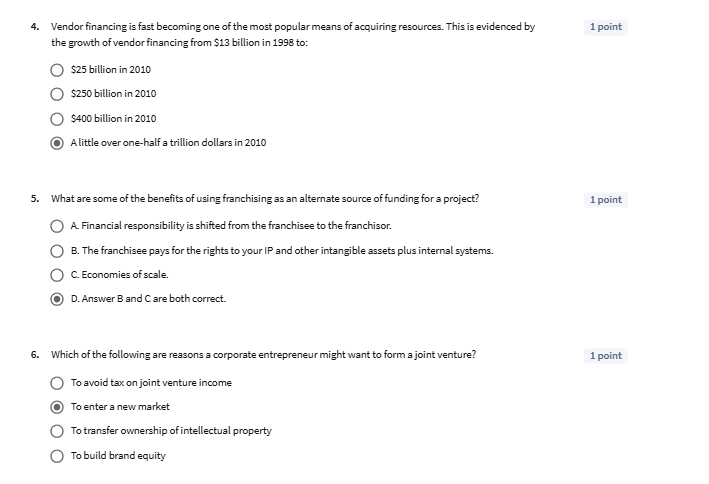 4. Vendor financing is fast becoming one of the most popular means of acquiring resources. This is evidenced by 1 point
the growth of vendor financing from $13 billion in 1998 to:
$25 billion in 2010
$250 billion in 2010
$400 billion in 2010
A little over one-half a trillion dollars in 2010
5. What are some of the benefits of using franchising as an alternate source of funding for a project? 1 point
A. Financial responsibility is shifted from the franchisee to the franchisor.
B. The franchisee pays for the rights to your IP and other intangible assets plus internal systems.
C. Economies of scale.
D. Answer B and C are both correct.
6. Which of the following are reasons a corporate entrepreneur might want to form a joint venture? 1 point
To avoid tax on joint venture income
To enter a new market
To transfer ownership of intellectual property
To build brand equity